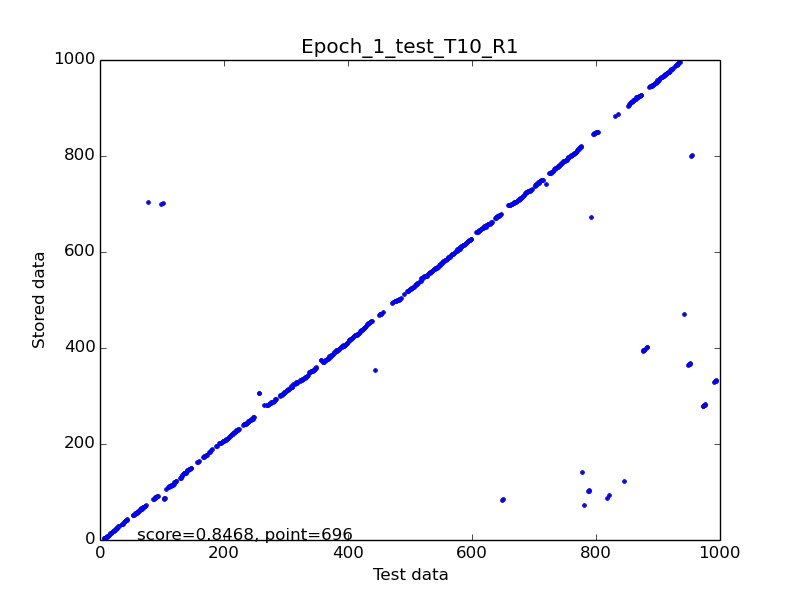 Epoch_1_test_T10_R1
1000
800
600
400
200
0
Stored data
score=0.8468, point=696
0 200 400 600 800 1000
Test data